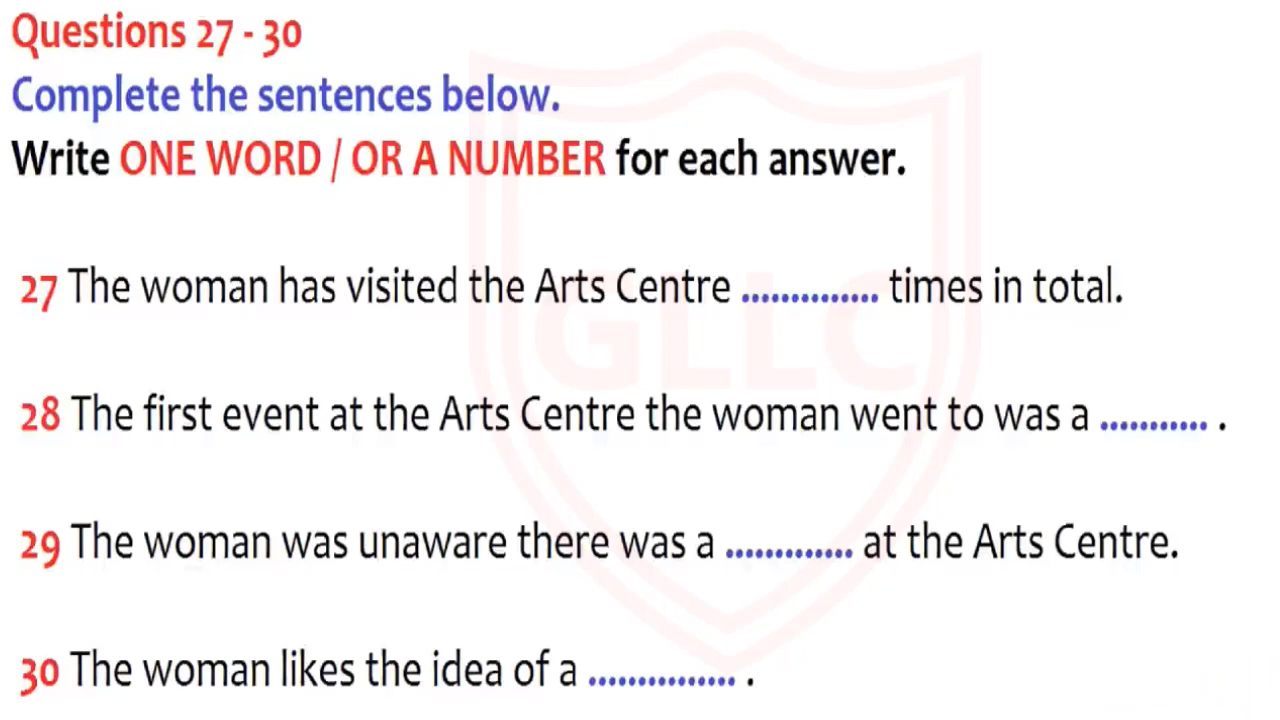 Questions 27 - 30
Complete the sentences below.
Write ONE WORD / OR A NUMBER for each answer.
27 The woman has visited the Arts Centre .............. times in total.
28 The first event at the Arts Centre the woman went to was a ........... .
29 The woman was unaware there was a ............. at the Arts Centre.
30 The woman likes the idea of a ............... .
GLLC